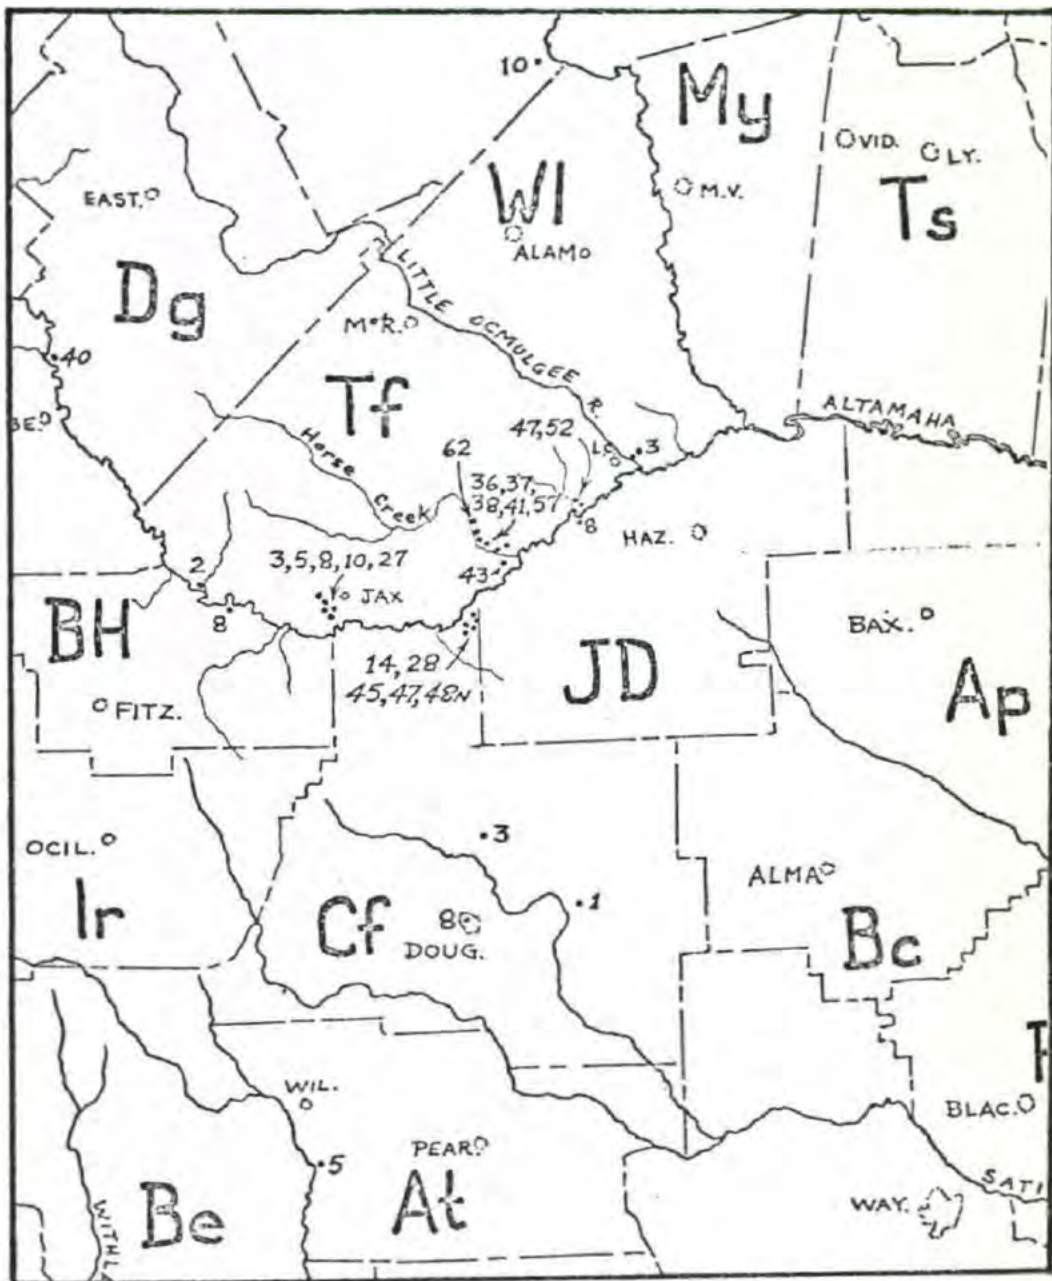 10
My
VID.
LY.
EAST.
Wl
M.V.
Ts
ALAMO
Dg
LITTLE OCMULGEE R.
McR.
40
Tf
ALTAMAHA
BE.
47,52
Horse Creek
62
L.C.
3
36,37,
38,41,57
8
HAZ.
3,5,8,10,27
2
43
JAX
BH
8
BAX.
14,28
45,47,48N
JD
Ap
FITZ.
3
OCIL.
ALMA
Ir
Cf
8
1
DOUG.
Bc
WIL.
BLAC.
PEAR.
5
SATI
At
WAY.
Be
WITHLA